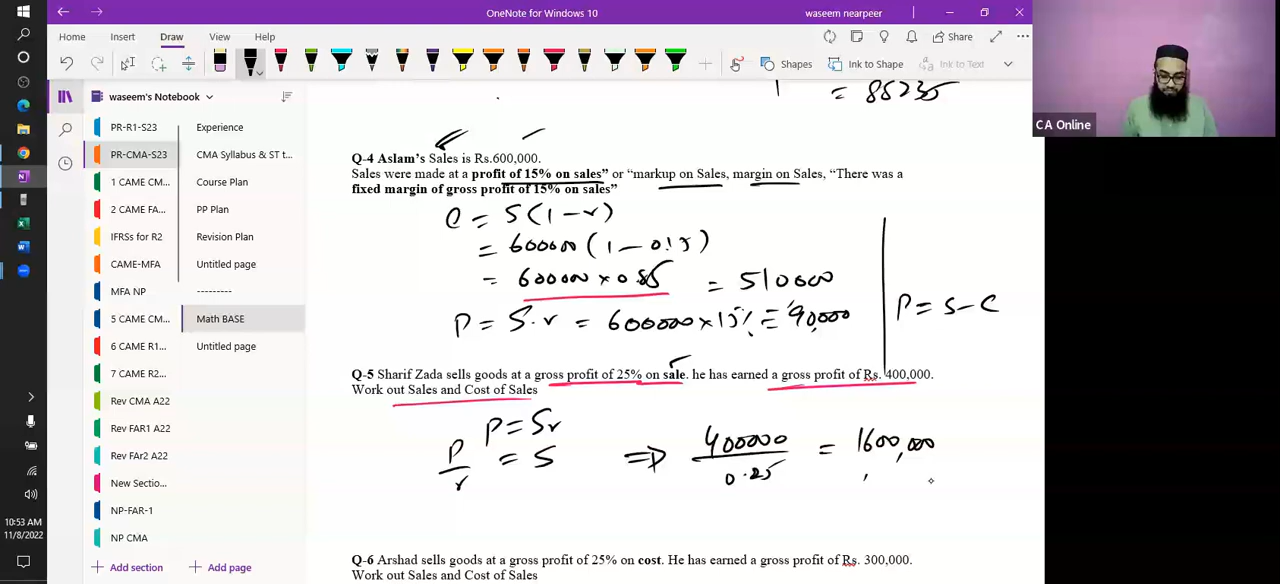 OneNote for Windows 10
waseem nearpeer
Home Insert Draw View Help
Share
Shapes
Ink to Shape
Ink to Text
waseem's Notebook
PR-R1-S23
PR-CMA-S23
1 CAME CM...
2 CAME FA...
IFRSs for R2
CAME-MFA
MFA NP
5 CAME CM...
6 CAME R1...
7 CAME R2...
Rev CMA A22
Rev FAR1 A22
Rev FAr2 A22
New Sectio...
NP-FAR-1
NP CMA
Add section
Experience
CMA Syllabus & ST t...
Course Plan
PP Plan
Revision Plan
Untitled page
---------
Math BASE
Untitled page
Add page
= 88235
Q-4 Aslam's Sales is Rs.600,000.
Sales were made at a profit of 15% on sales" or "markup on Sales, margin on Sales, "There was a
fixed margin of gross profit of 15% on sales"
C = S(1-r)
= 600000 (1-0.15)
= 600000 × 0.85 = 510000
P = S.r = 600000 × 15% = 90,000
P = S-C
Q-5 Sharif Zada sells goods at a gross profit of 25% on sale. he has earned a gross profit of Rs. 400,000.
Work out Sales and Cost of Sales
P = Sr
P/r = S ⇒ 400000/0.25 = 1600,000
Q-6 Arshad sells goods at a gross profit of 25% on cost. He has earned a gross profit of Rs. 300,000.
Work out Sales and Cost of Sales
CA Online
10:53 AM
11/8/2022